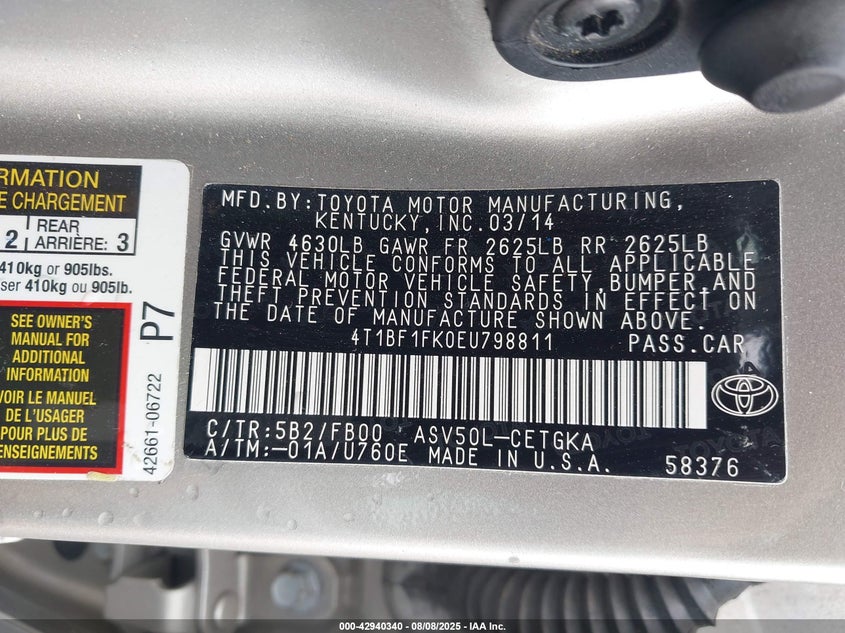 RMATION
E CHARGEMENT
2 REAR ARRIÈRE: 3
410kg or 905lbs.
ser 410kg ou 905lb.
SEE OWNER'S
MANUAL FOR
ADDITIONAL
INFORMATION
VOIR LE MANUEL
DE L'USAGER
POUR PLUS DE
RENSEIGNEMENTS
P7
42661-06722
MFD.BY:TOYOTA MOTOR MANUFACTURING,
KENTUCKY,INC.03/14
GVWR 4630LB GAWR FR 2625LB RR 2625LB
THIS VEHICLE CONFORMS TO ALL APPLICABLE
FEDERAL MOTOR VEHICLE SAFETY,BUMPER,AND
THEFT PREVENTION STANDARDS IN EFFECT ON
THE DATE OF MANUFACTURE SHOWN ABOVE.
4T1BF1FK0EU798811 PASS.CAR
C/TR:5B2/FB00 ASV50L-CETGKA
A/TM:-01A/U760E MADE IN U.S.A. 58376
000-42940340 - 08/08/2025 - IAA Inc.